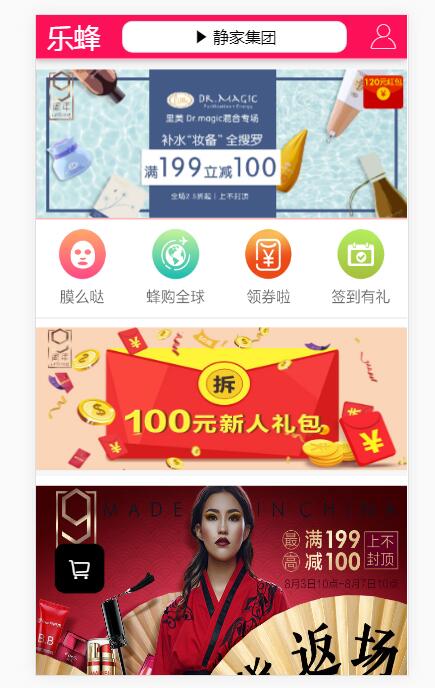 乐蜂
静家集团
120元红包
¥
DR.MAGIC
里美 Dr.magic混合专场
补水“妆备” 全搜罗
满199立减100
全场2.5折起｜上不封顶
膜么哒
蜂购全球
领券啦
签到有礼
拆
100元新人礼包
MADE IN CHINA
最高
满199
减100
上不封顶
8月3日10点~8月7日10点
返场